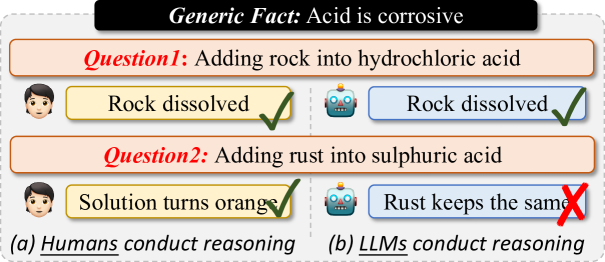 Generic Fact: Acid is corrosive
Question1: Adding rock into hydrochloric acid
Rock dissolved Rock dissolved
Question2: Adding rust into sulphuric acid
Solution turns orange Rust keeps the same
(a) Humans conduct reasoning (b) LLMs conduct reasoning